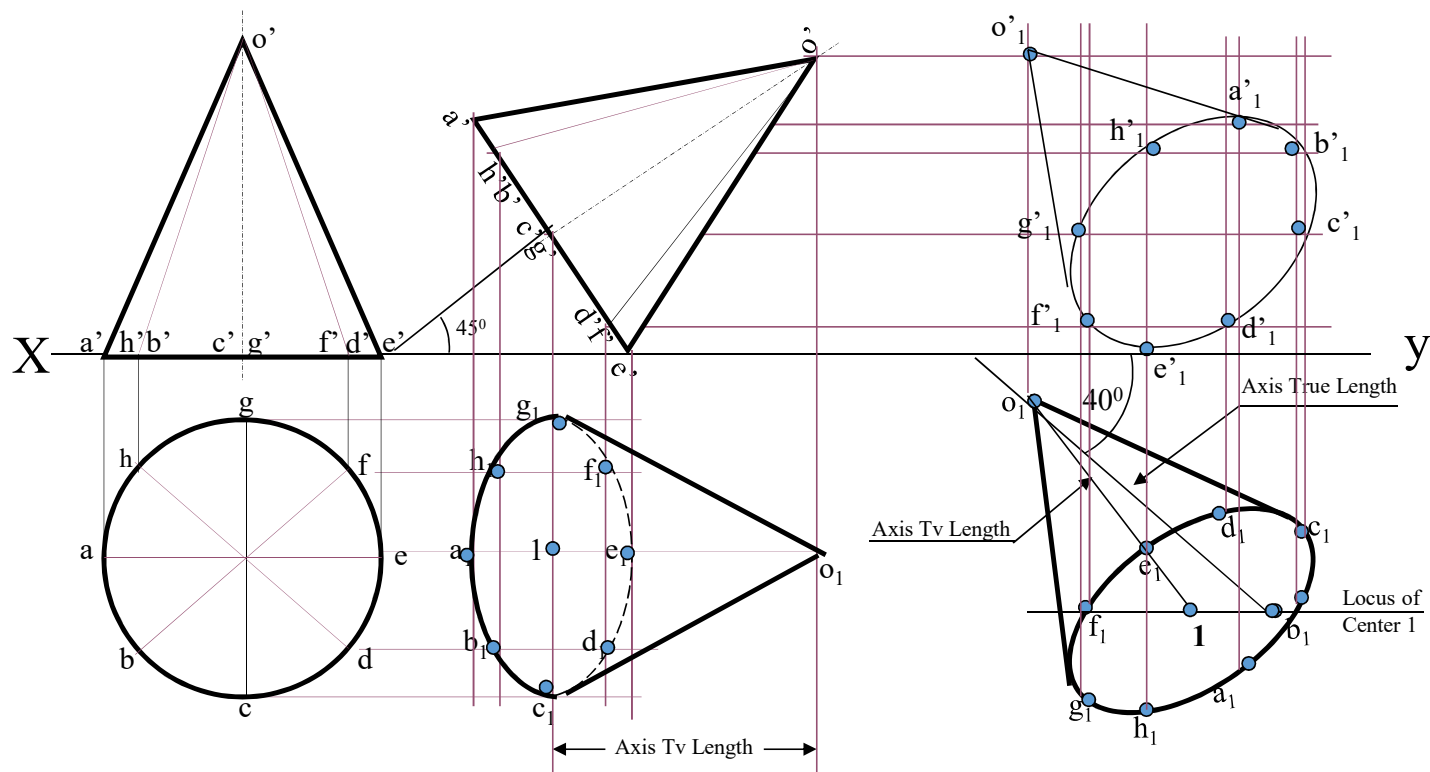 o’
a’ h’ b’ c’ g’ f’ d’ e’
X
y
g
h
f
a
e
b
d
c
o’
a’
h’b’
c’g’
d’f’
e’
45⁰
g₁
h₁
f₁
a₁
1
e₁
o₁
b₁
d₁
c₁
Axis Tv Length
o’₁
a’₁
h’₁
b’₁
g’₁
c’₁
f’₁
d’₁
e’₁
40⁰
Axis True Length
o₁
Axis Tv Length
d₁
c₁
e₁
f₁
1
b₁
Locus of
Center 1
a₁
g₁
h₁